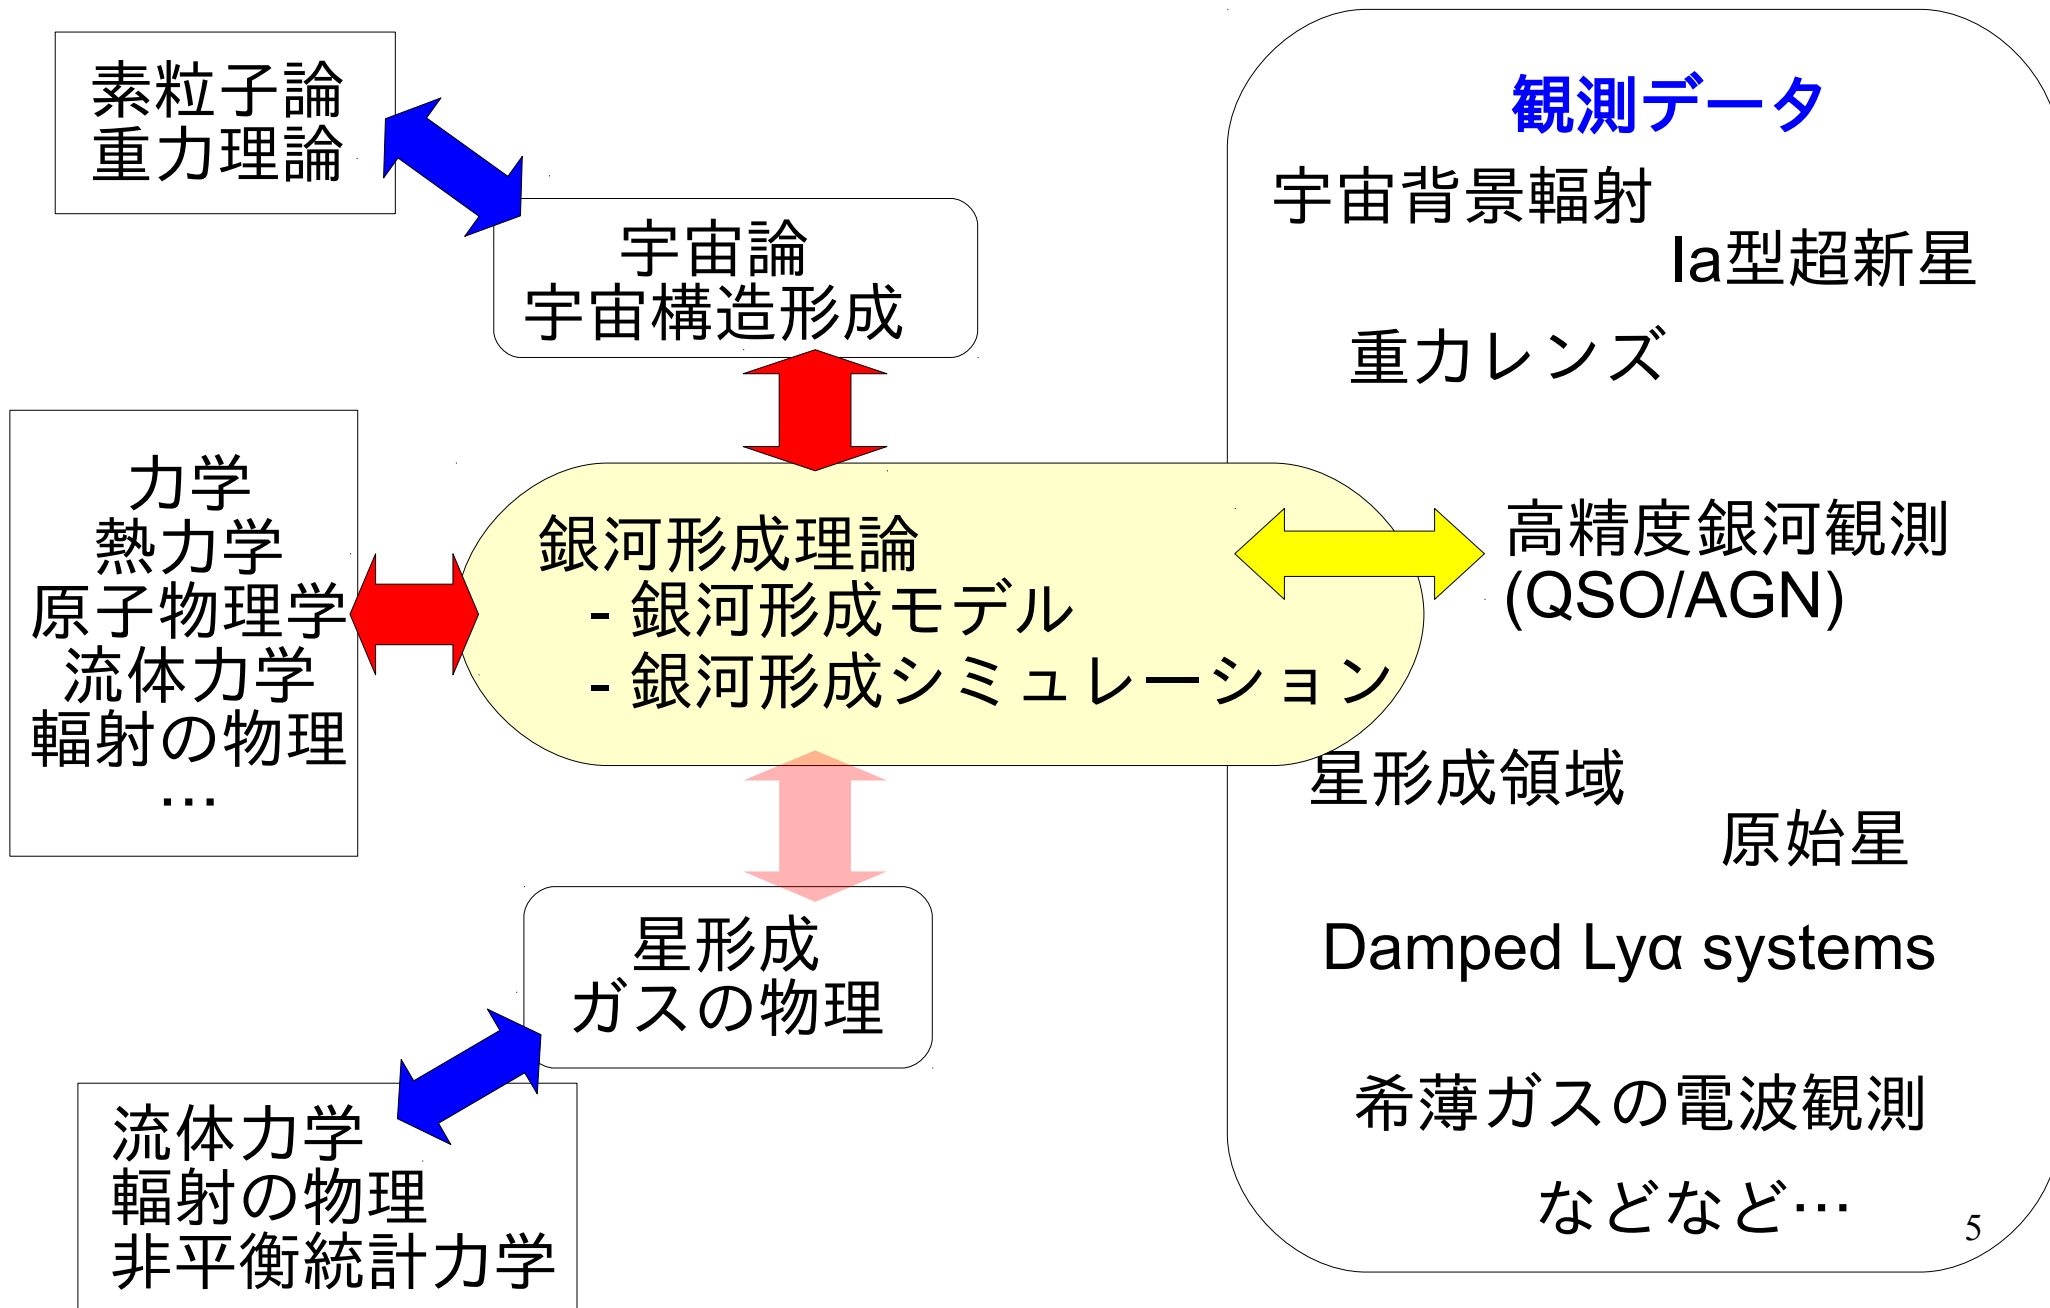 素粒子論
重力理論
宇宙論
宇宙構造形成
力学
熱力学
原子物理学
流体力学
輻射の物理
…
銀河形成理論
- 銀河形成モデル
- 銀河形成シミュレーション
星形成
ガスの物理
流体力学
輻射の物理
非平衡統計力学
観測データ
宇宙背景輻射
Ia型超新星
重力レンズ
高精度銀河観測
(QSO/AGN)
星形成領域
原始星
Damped Lyα systems
希薄ガスの電波観測
などなど…
5